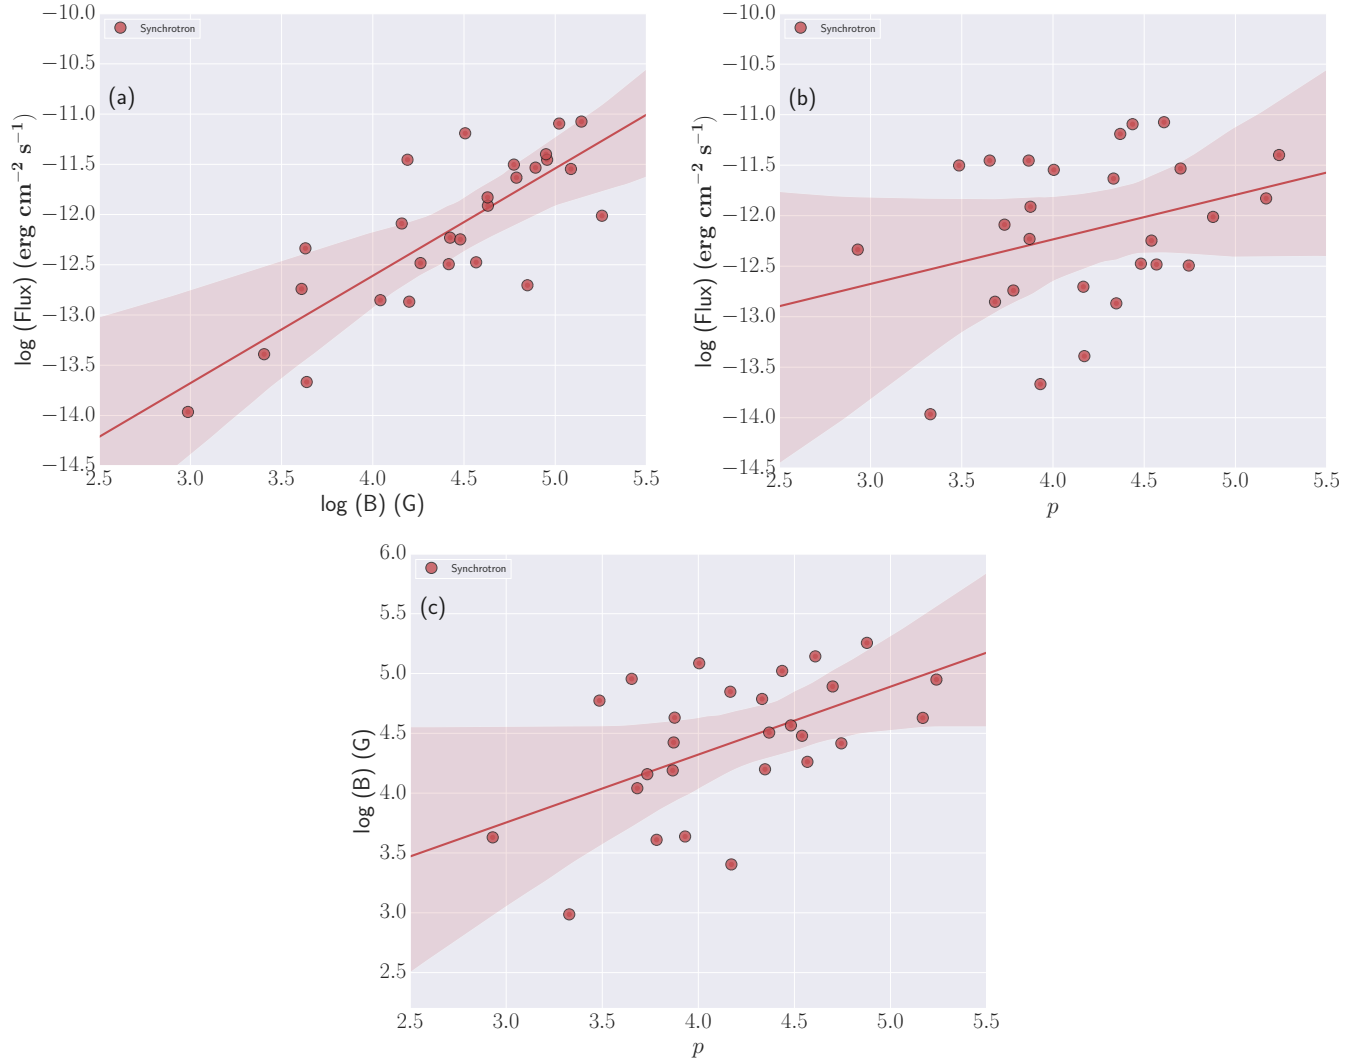 −10.0
−10.5
−11.0
−11.5
−12.0
−12.5
−13.0
−13.5
−14.0
−14.5
log (Flux) (erg cm⁻² s⁻¹)
Synchrotron
(a)
2.5 3.0 3.5 4.0 4.5 5.0 5.5
log (B) (G)
−10.0
−10.5
−11.0
−11.5
−12.0
−12.5
−13.0
−13.5
−14.0
−14.5
log (Flux) (erg cm⁻² s⁻¹)
Synchrotron
(b)
2.5 3.0 3.5 4.0 4.5 5.0 5.5
p
6.0
5.5
5.0
4.5
4.0
3.5
3.0
2.5
log (B) (G)
Synchrotron
(c)
2.5 3.0 3.5 4.0 4.5 5.0 5.5
p